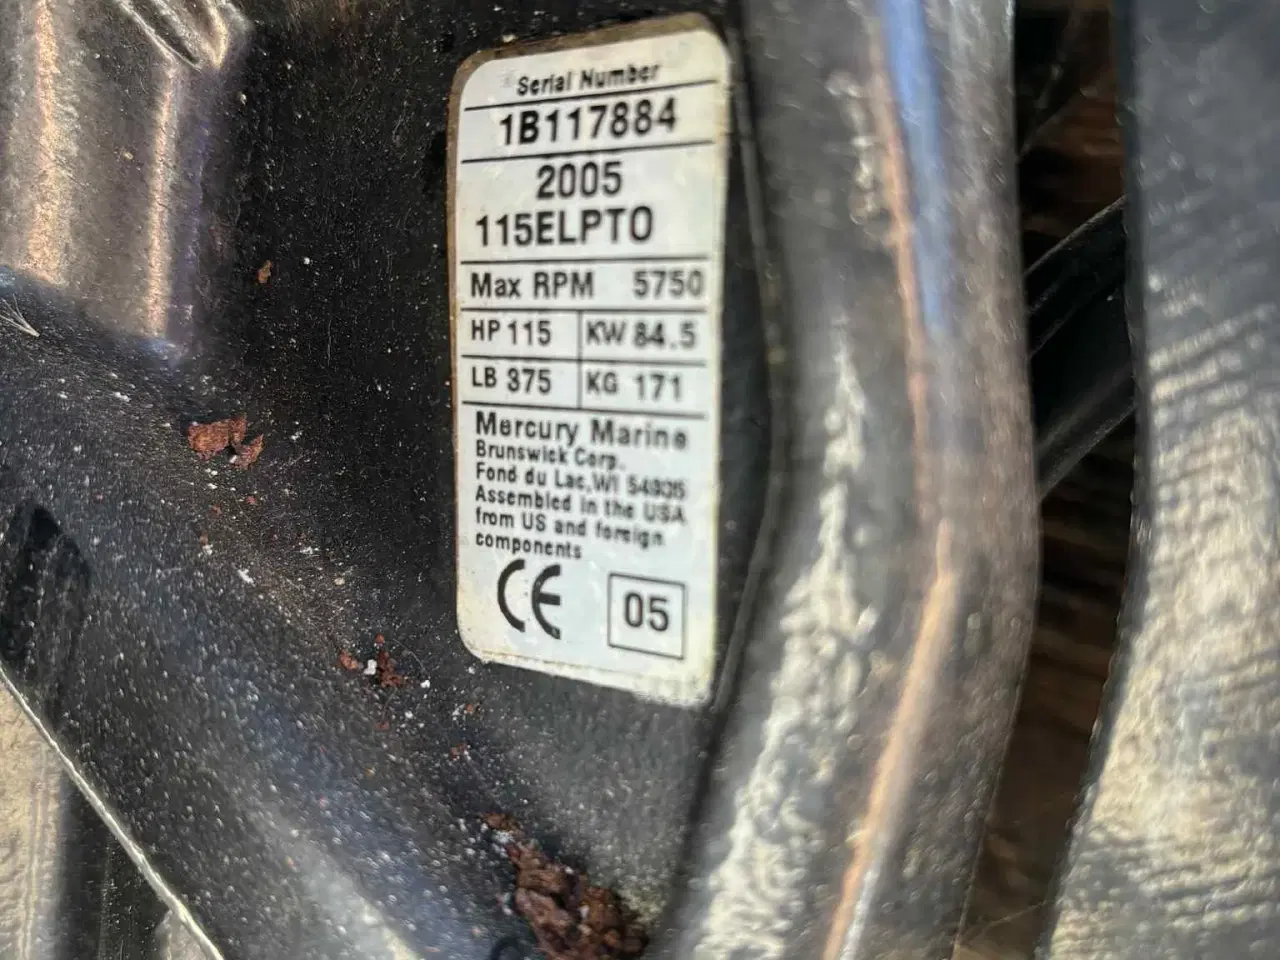 Serial Number
1B117884
2005
115ELPTO
Max RPM 5750
HP 115 KW 84.5
LB 375 KG 171
Mercury Marine
Brunswick Corp.
Fond du Lac, WI 54935
Assembled in the USA
from US and foreign
components
CE 05